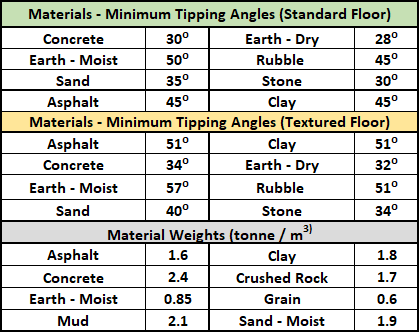 Materials - Minimum Tipping Angles (Standard Floor)
Concrete 30° Earth - Dry 28°
Earth - Moist 50° Rubble 45°
Sand 35° Stone 30°
Asphalt 45° Clay 45°
Materials - Minimum Tipping Angles (Textured Floor)
Asphalt 51° Clay 51°
Concrete 34° Earth - Dry 32°
Earth - Moist 57° Rubble 51°
Sand 40° Stone 34°
Material Weights (tonne / m³⁾
Asphalt 1.6 Clay 1.8
Concrete 2.4 Crushed Rock 1.7
Earth - Moist 0.85 Grain 0.6
Mud 2.1 Sand - Moist 1.9